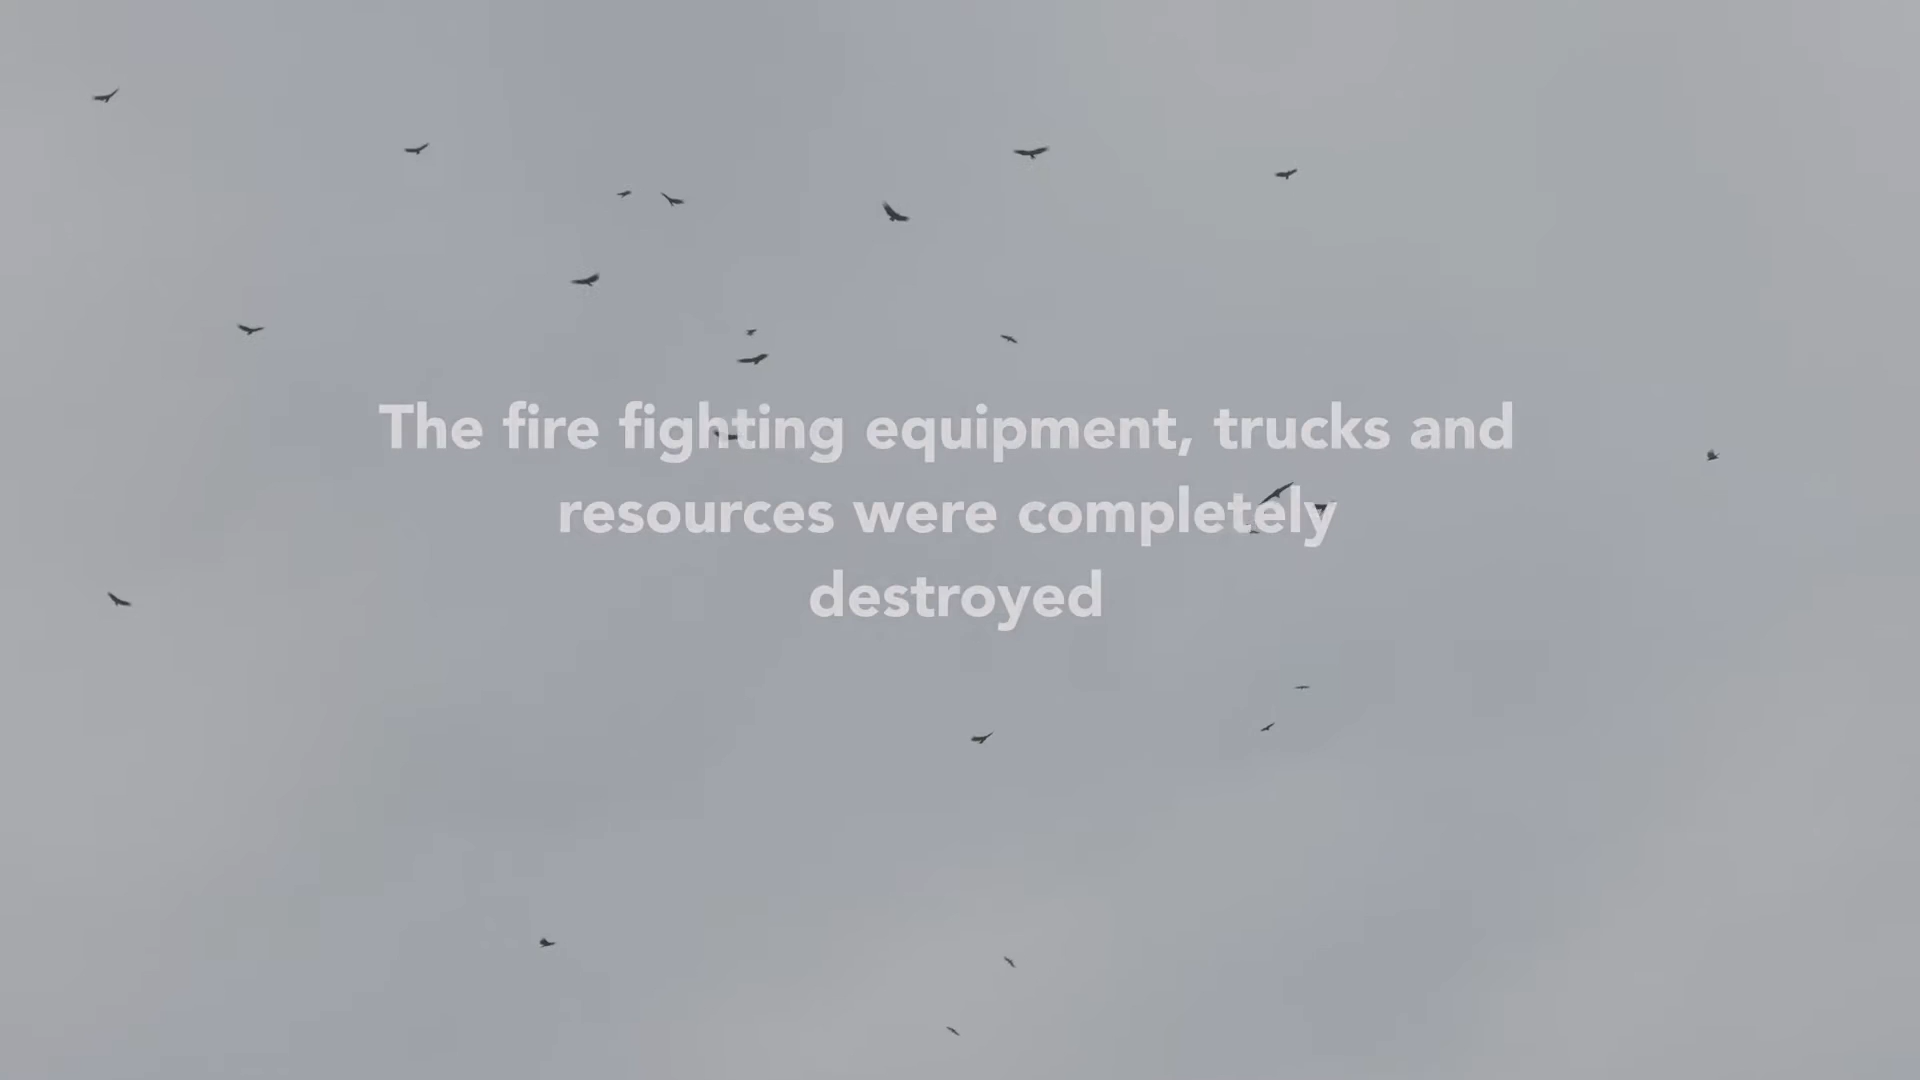 The fire fighting equipment, trucks and
resources were completely
destroyed